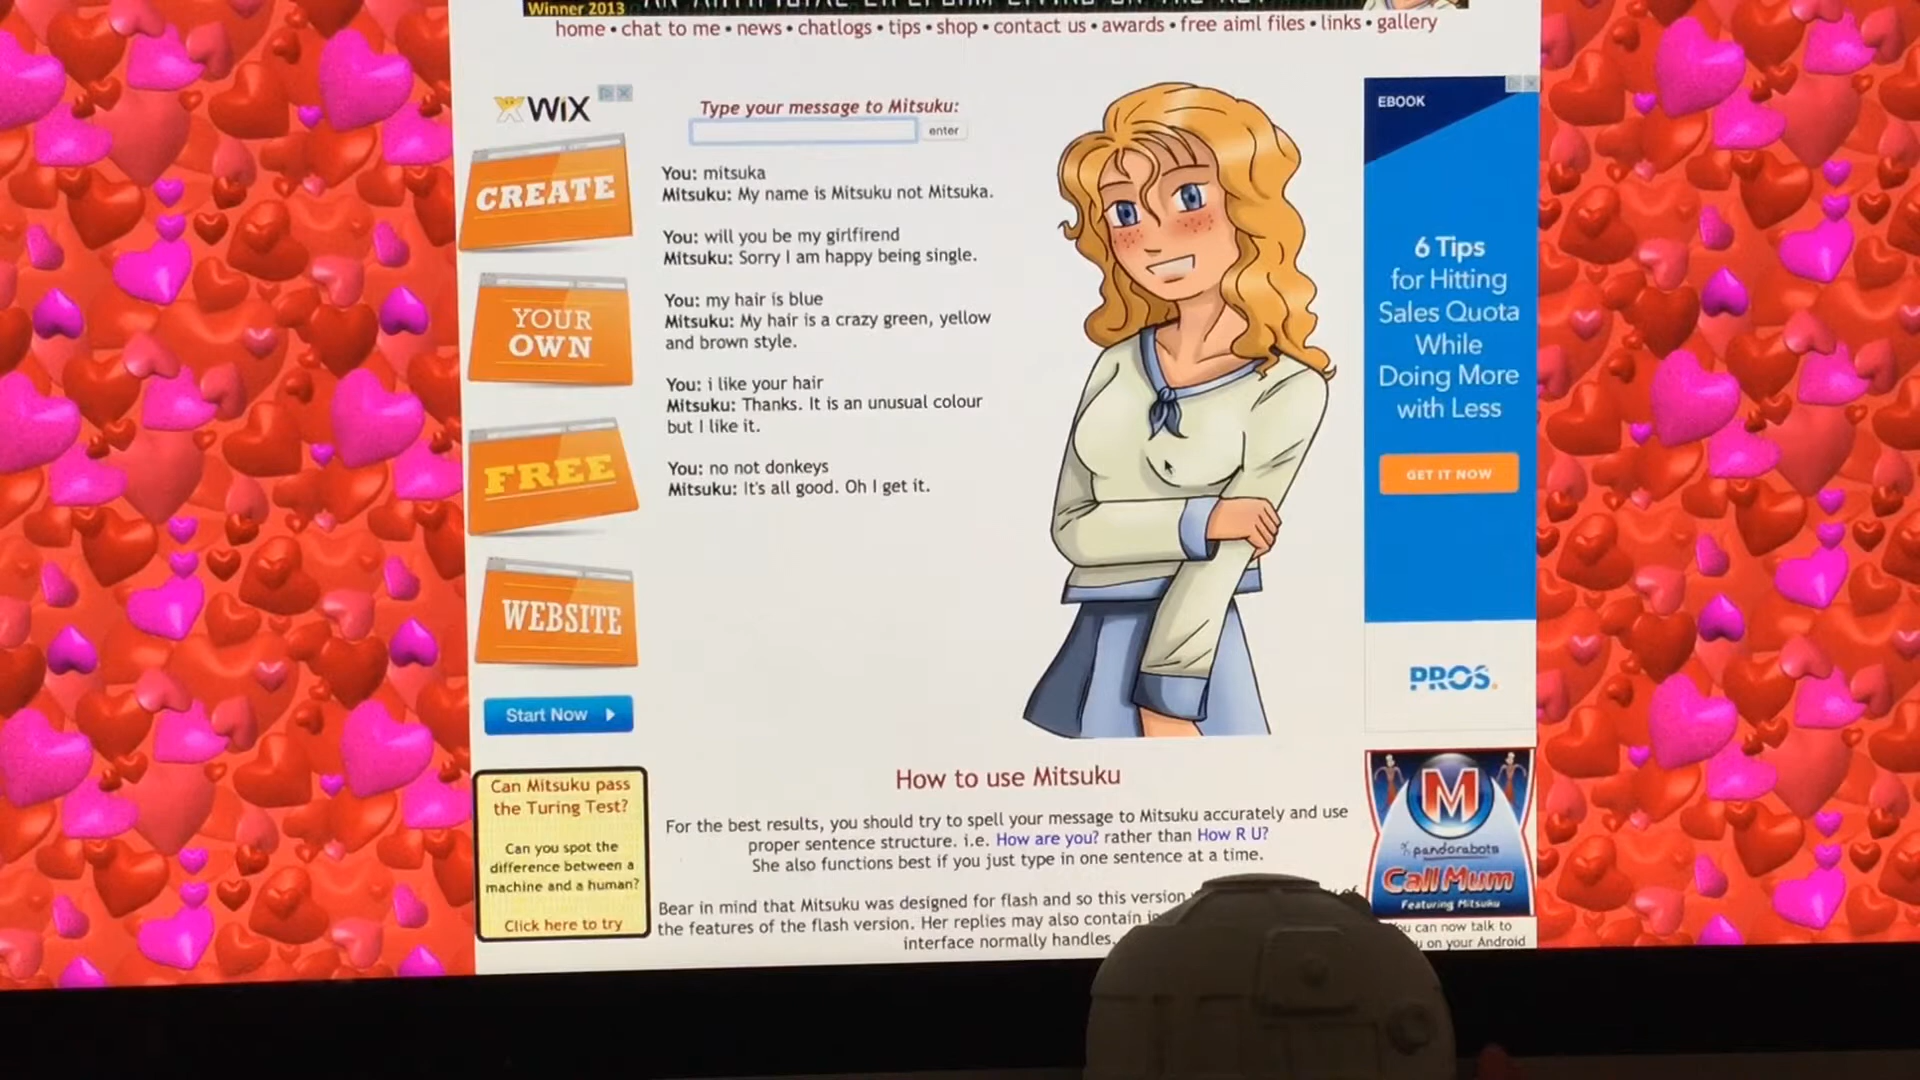 Winner 2013
home • chat to me • news • chatlogs • tips • shop • contact us • awards • free aiml files • links • gallery
WiX
CREATE
YOUR
OWN
FREE
WEBSITE
Start Now
Can Mitsuku pass
the Turing Test?
Can you spot the
difference between a
machine and a human?
Click here to try
Type your message to Mitsuku:
enter
You: mitsuka
Mitsuku: My name is Mitsuku not Mitsuka.
You: will you be my girlfirend
Mitsuku: Sorry I am happy being single.
You: my hair is blue
Mitsuku: My hair is a crazy green, yellow
and brown style.
You: i like your hair
Mitsuku: Thanks. It is an unusual colour
but I like it.
You: no not donkeys
Mitsuku: It's all good. Oh I get it.
How to use Mitsuku
For the best results, you should try to spell your message to Mitsuku accurately and use
proper sentence structure. i.e. How are you? rather than How R U?
She also functions best if you just type in one sentence at a time.
Bear in mind that Mitsuku was designed for flash and so this version
the features of the flash version. Her replies may also contain
interface normally handles.
EBOOK
6 Tips
for Hitting
Sales Quota
While
Doing More
with Less
GET IT NOW
PROS.
M
pandorabots
Call Mum
Featuring Mitsuku
can now talk to
on your Android